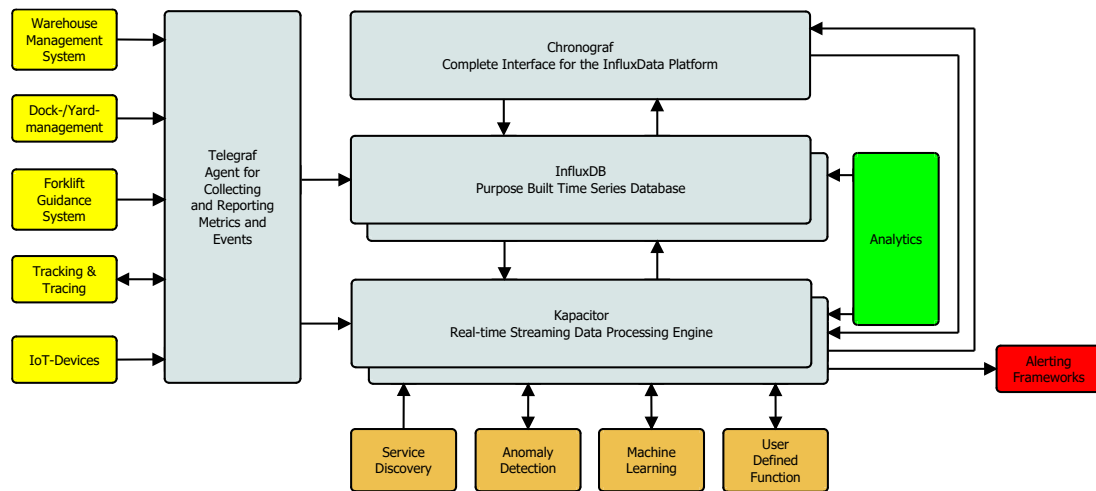 Warehouse
Management
System
Dock-/Yard-
management
Forklift
Guidance
System
Tracking &
Tracing
IoT-Devices
Telegraf
Agent for
Collecting
and Reporting
Metrics and
Events
Chronograf
Complete Interface for the InfluxData Platform
InfluxDB
Purpose Built Time Series Database
Kapacitor
Real-time Streaming Data Processing Engine
Analytics
Alerting
Frameworks
Service
Discovery
Anomaly
Detection
Machine
Learning
User
Defined
Function